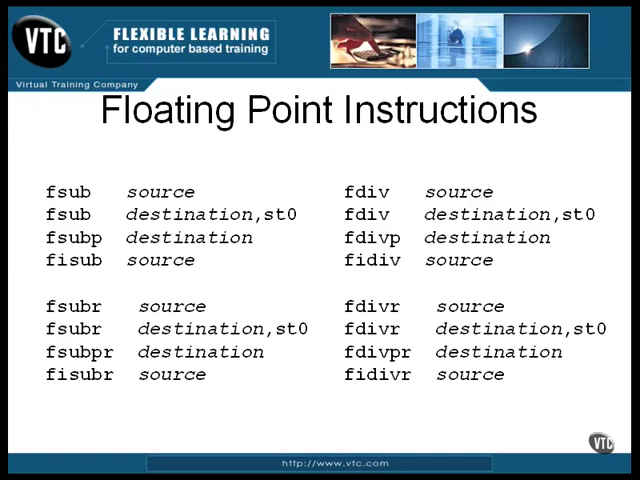 VTC
FLEXIBLE LEARNING
for computer based training
Virtual Training Company
Floating Point Instructions
fsub source
fsub destination,st0
fsubp destination
fisub source
fsubr source
fsubr destination,st0
fsubpr destination
fisubr source
fdiv source
fdiv destination,st0
fdivp destination
fidiv source
fdivr source
fdivr destination,st0
fdivpr destination
fidivr source
VTC
http://www.vtc.com